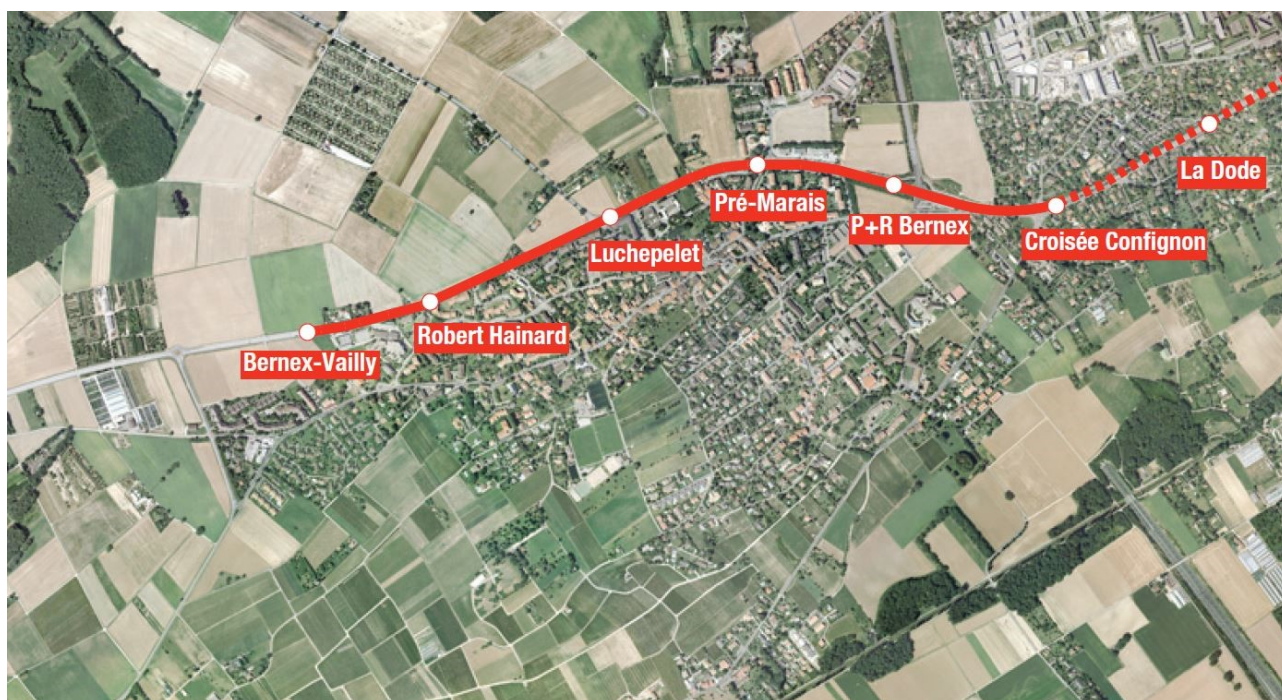 La Dode
Pré-Marais
P+R Bernex
Croisée Confignon
Luchepelet
Robert Hainard
Bernex-Vailly